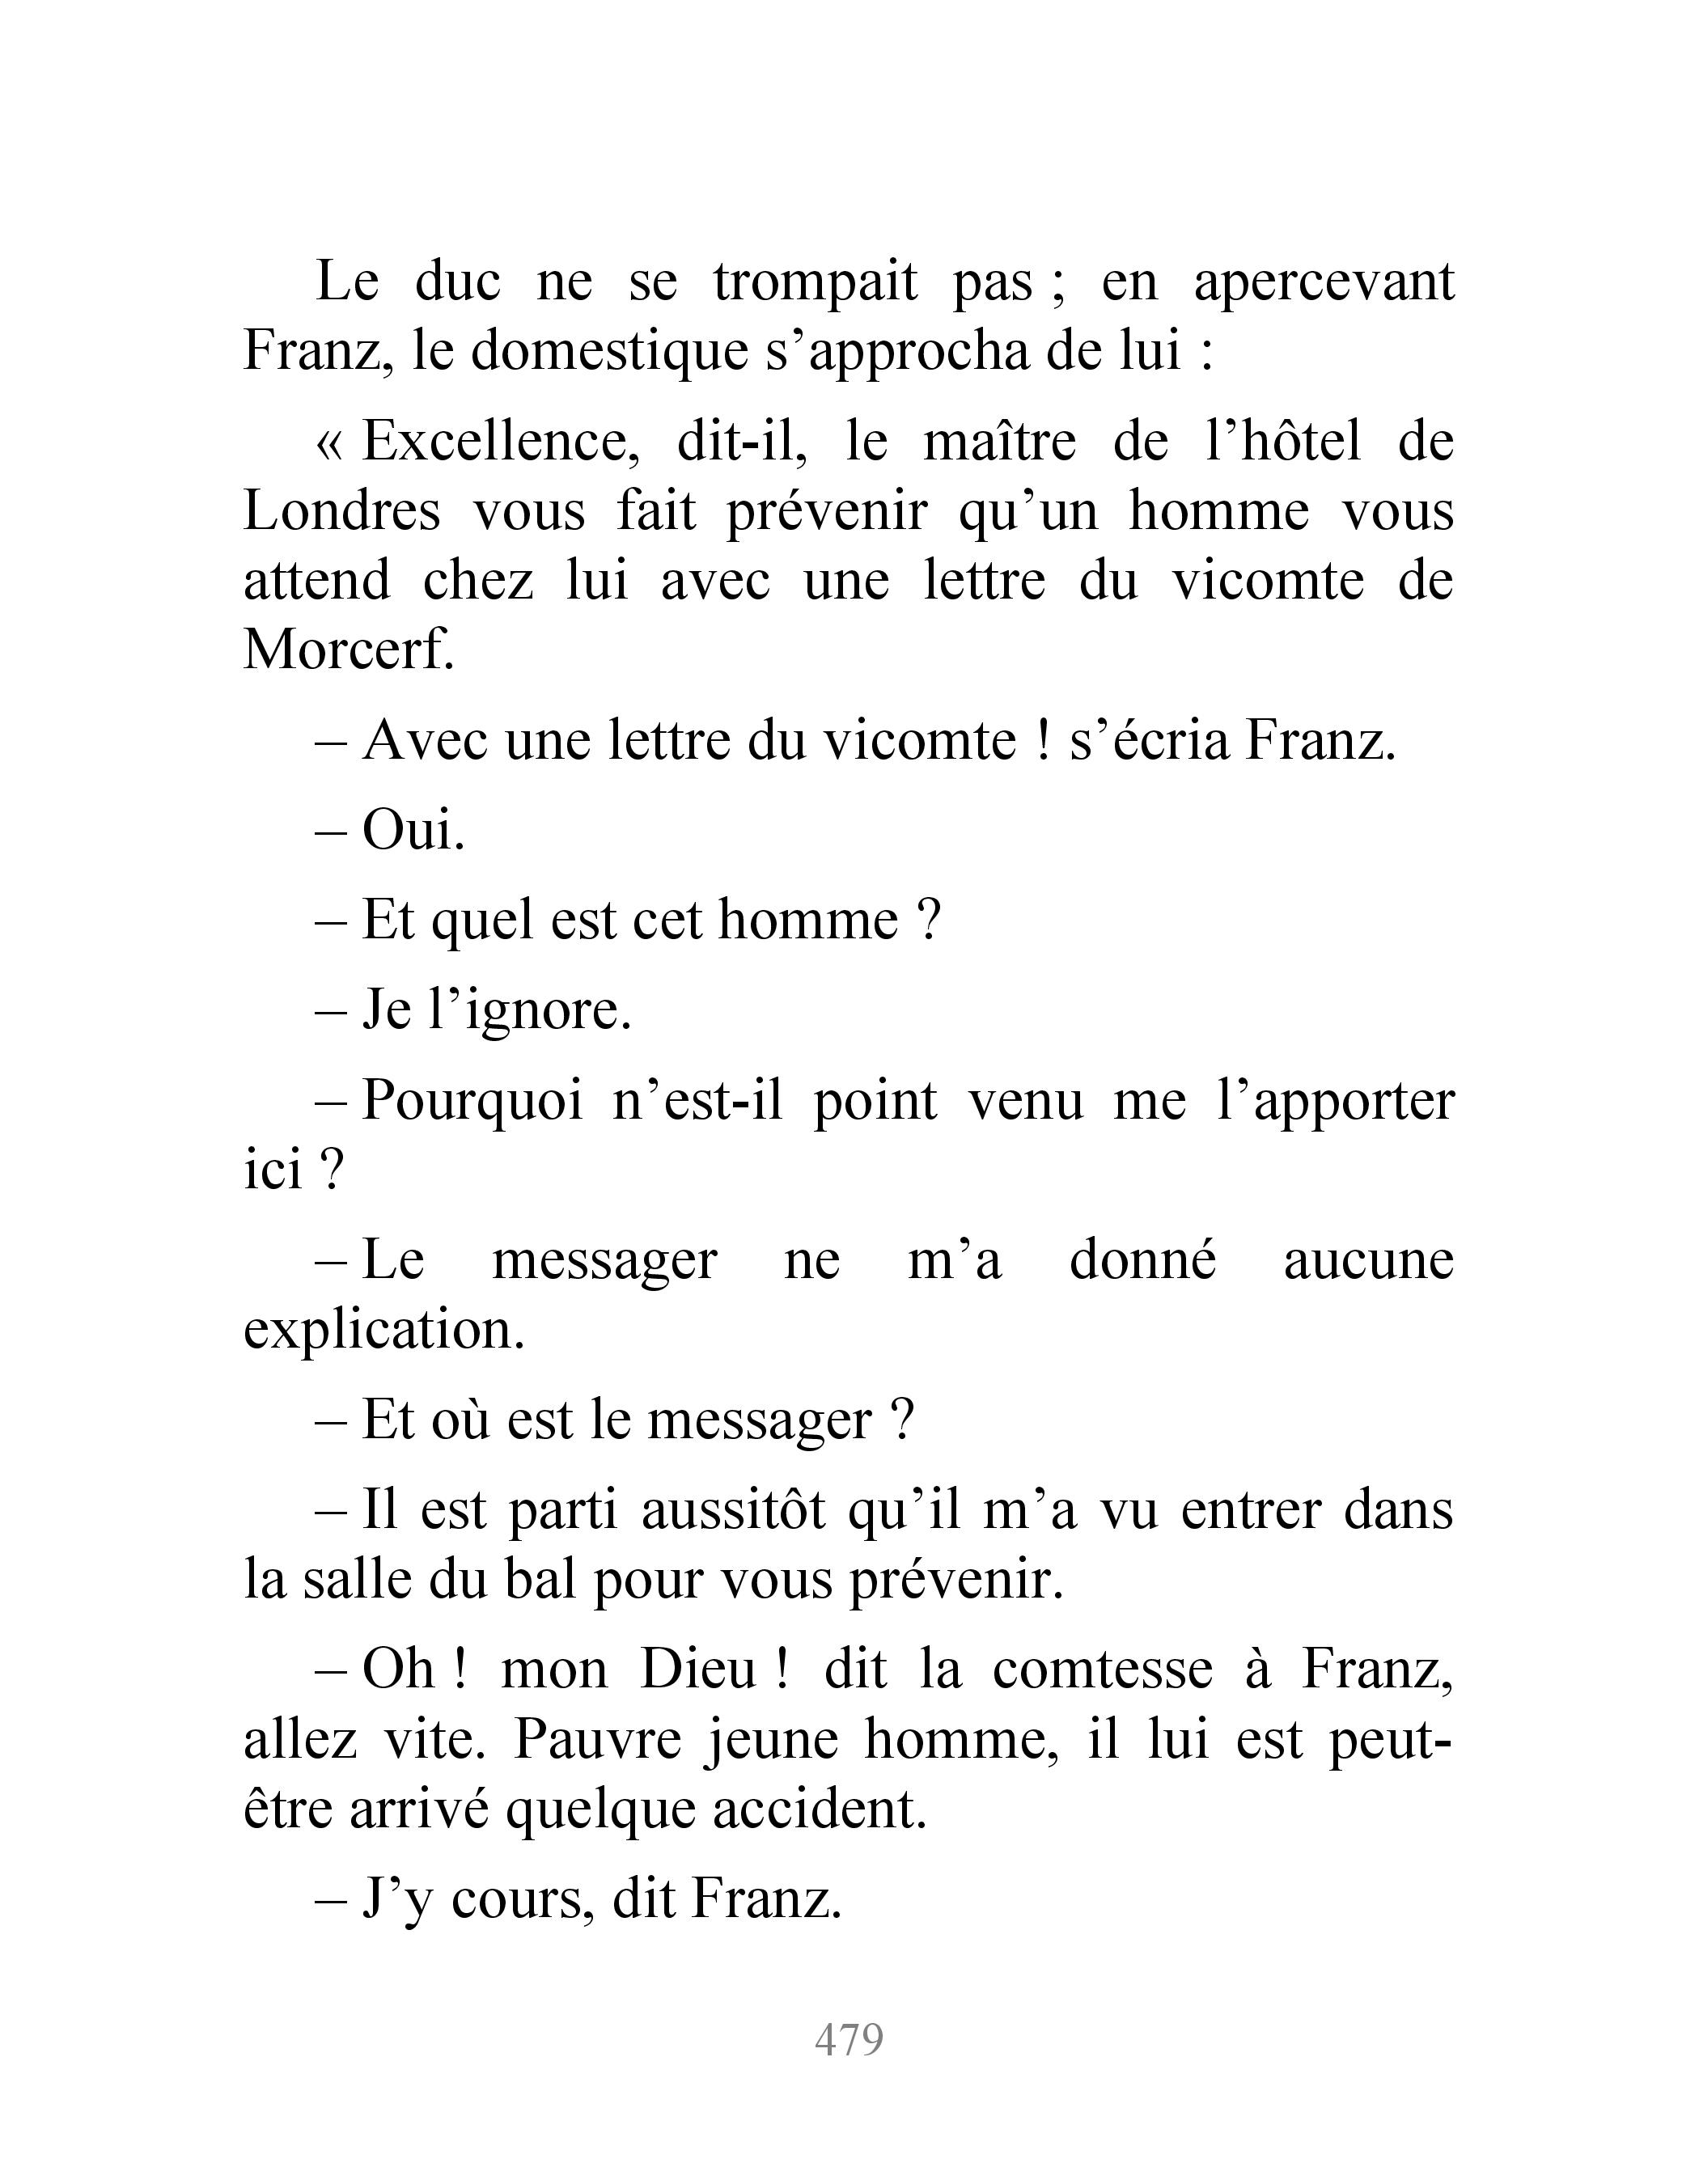 Le duc ne se trompait pas ; en apercevant
Franz, le domestique s’approcha de lui :
« Excellence, dit-il, le maître de l’hôtel de
Londres vous fait prévenir qu’un homme vous
attend chez lui avec une lettre du vicomte de
Morcerf.
– Avec une lettre du vicomte ! s’écria Franz.
– Oui.
– Et quel est cet homme ?
– Je l’ignore.
– Pourquoi n’est-il point venu me l’apporter
ici ?
– Le messager ne m’a donné aucune
explication.
– Et où est le messager ?
– Il est parti aussitôt qu’il m’a vu entrer dans
la salle du bal pour vous prévenir.
– Oh ! mon Dieu ! dit la comtesse à Franz,
allez vite. Pauvre jeune homme, il lui est peut-
être arrivé quelque accident.
– J’y cours, dit Franz.
479